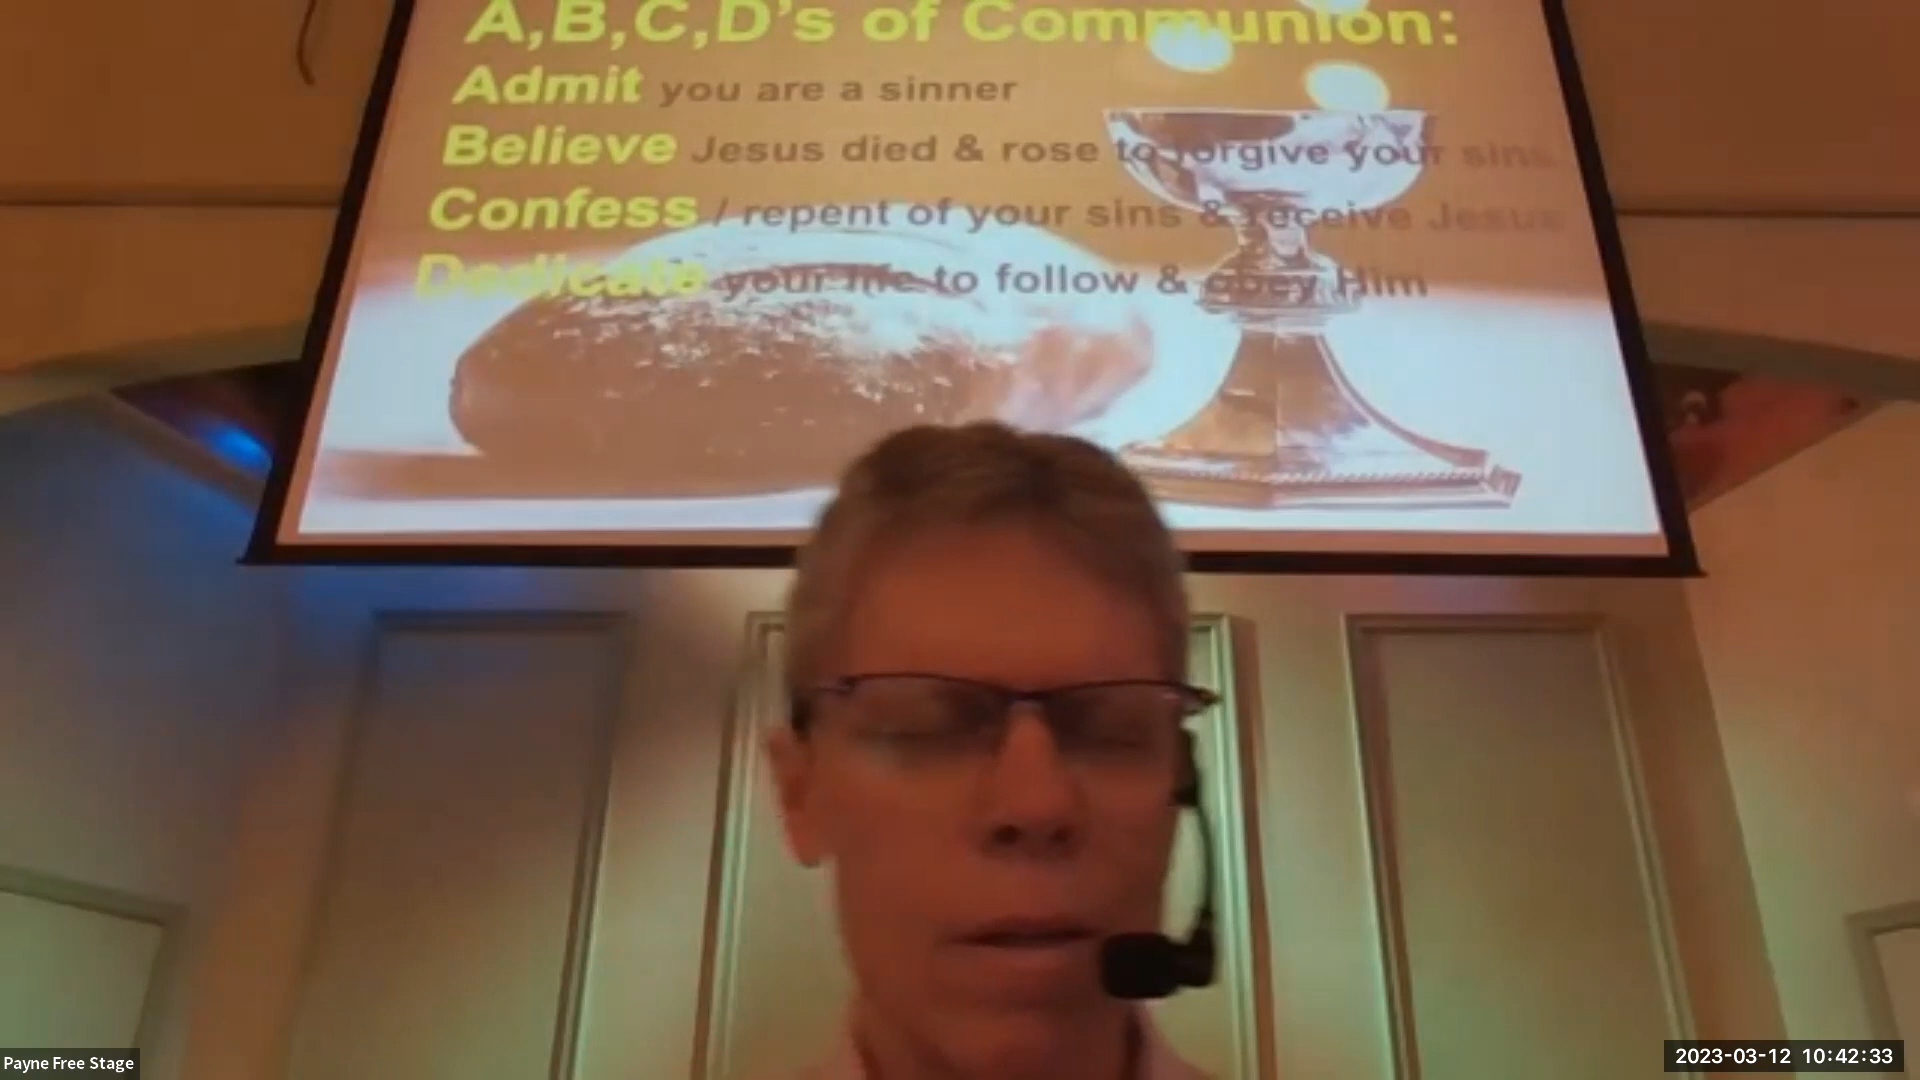 A,B,C,D's of Communion:
Admit you are a sinner
Believe Jesus died & rose to forgive your sins
Confess / repent of your sins & receive Jesus
Dedicate your life to follow & obey Him
Payne Free Stage
2023-03-12 10:42:33